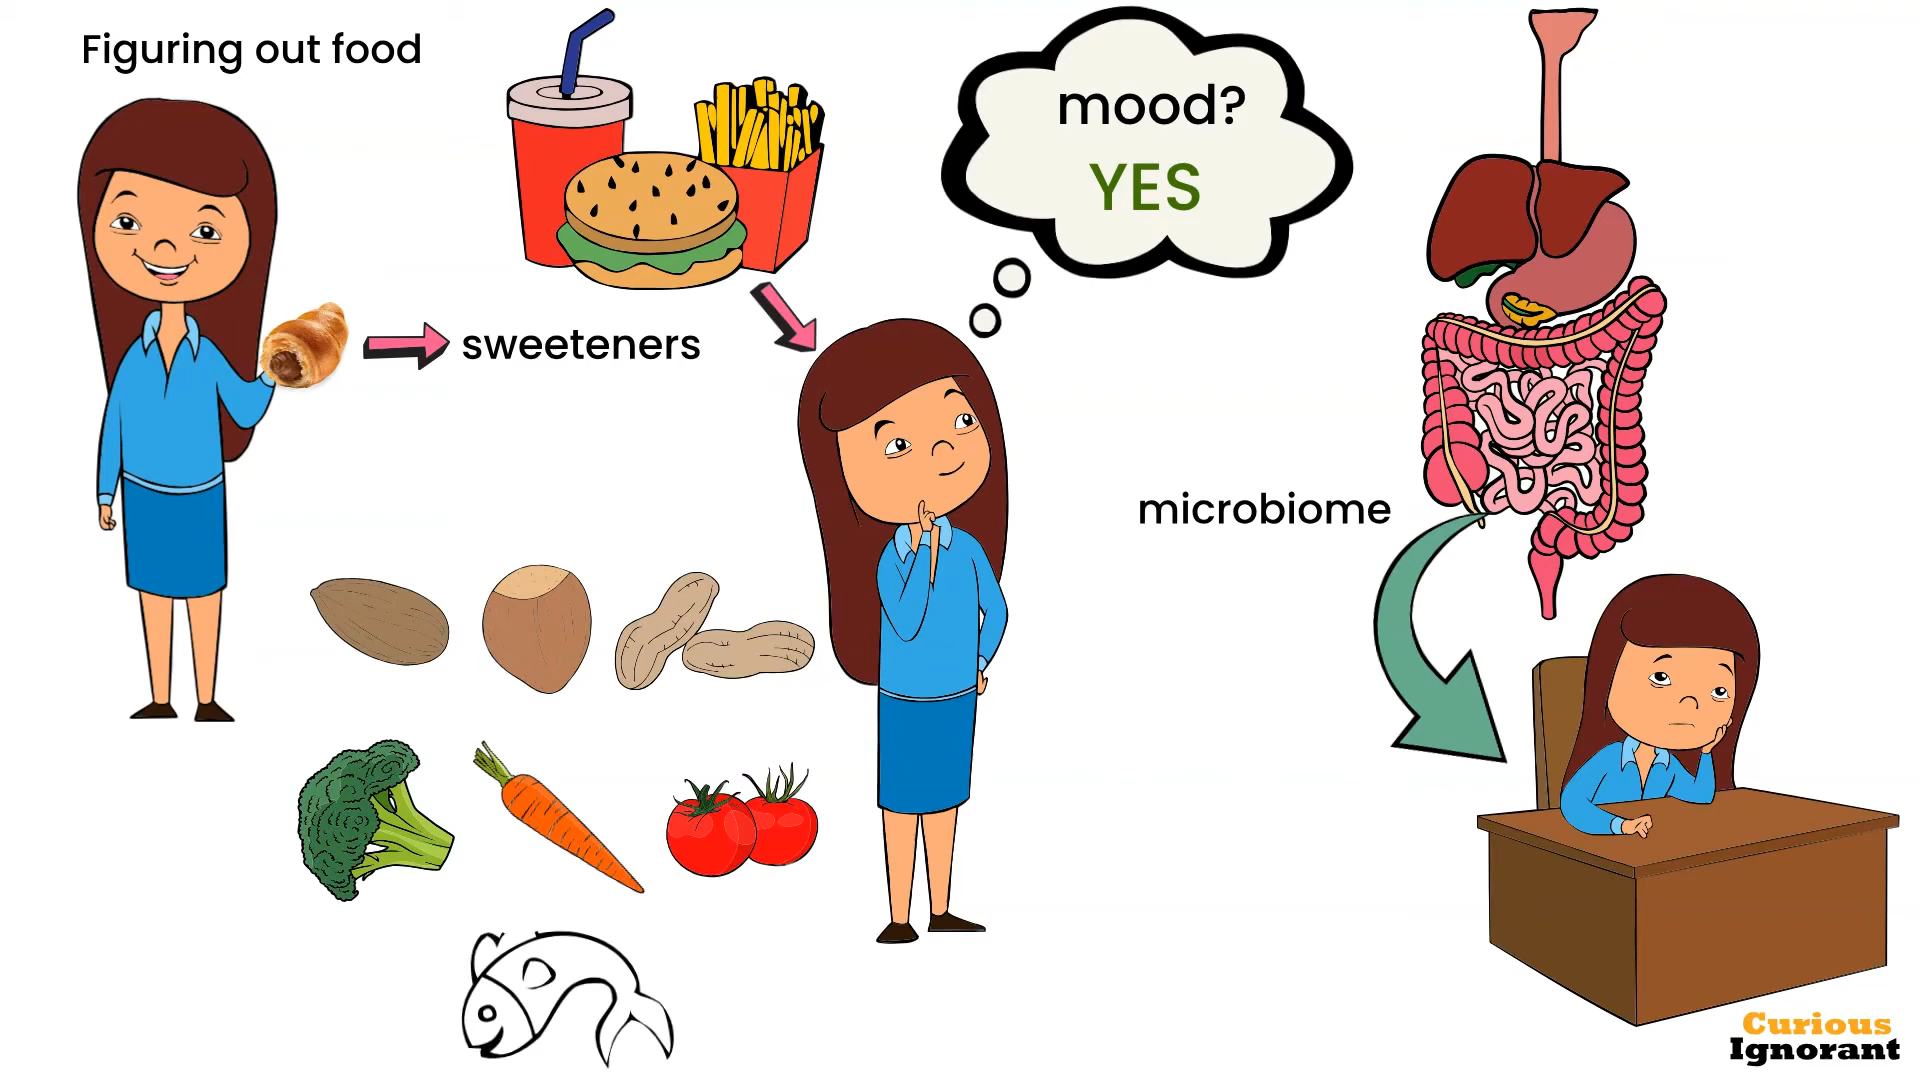 Figuring out food
mood?
YES
sweeteners
microbiome
Curious
Ignorant